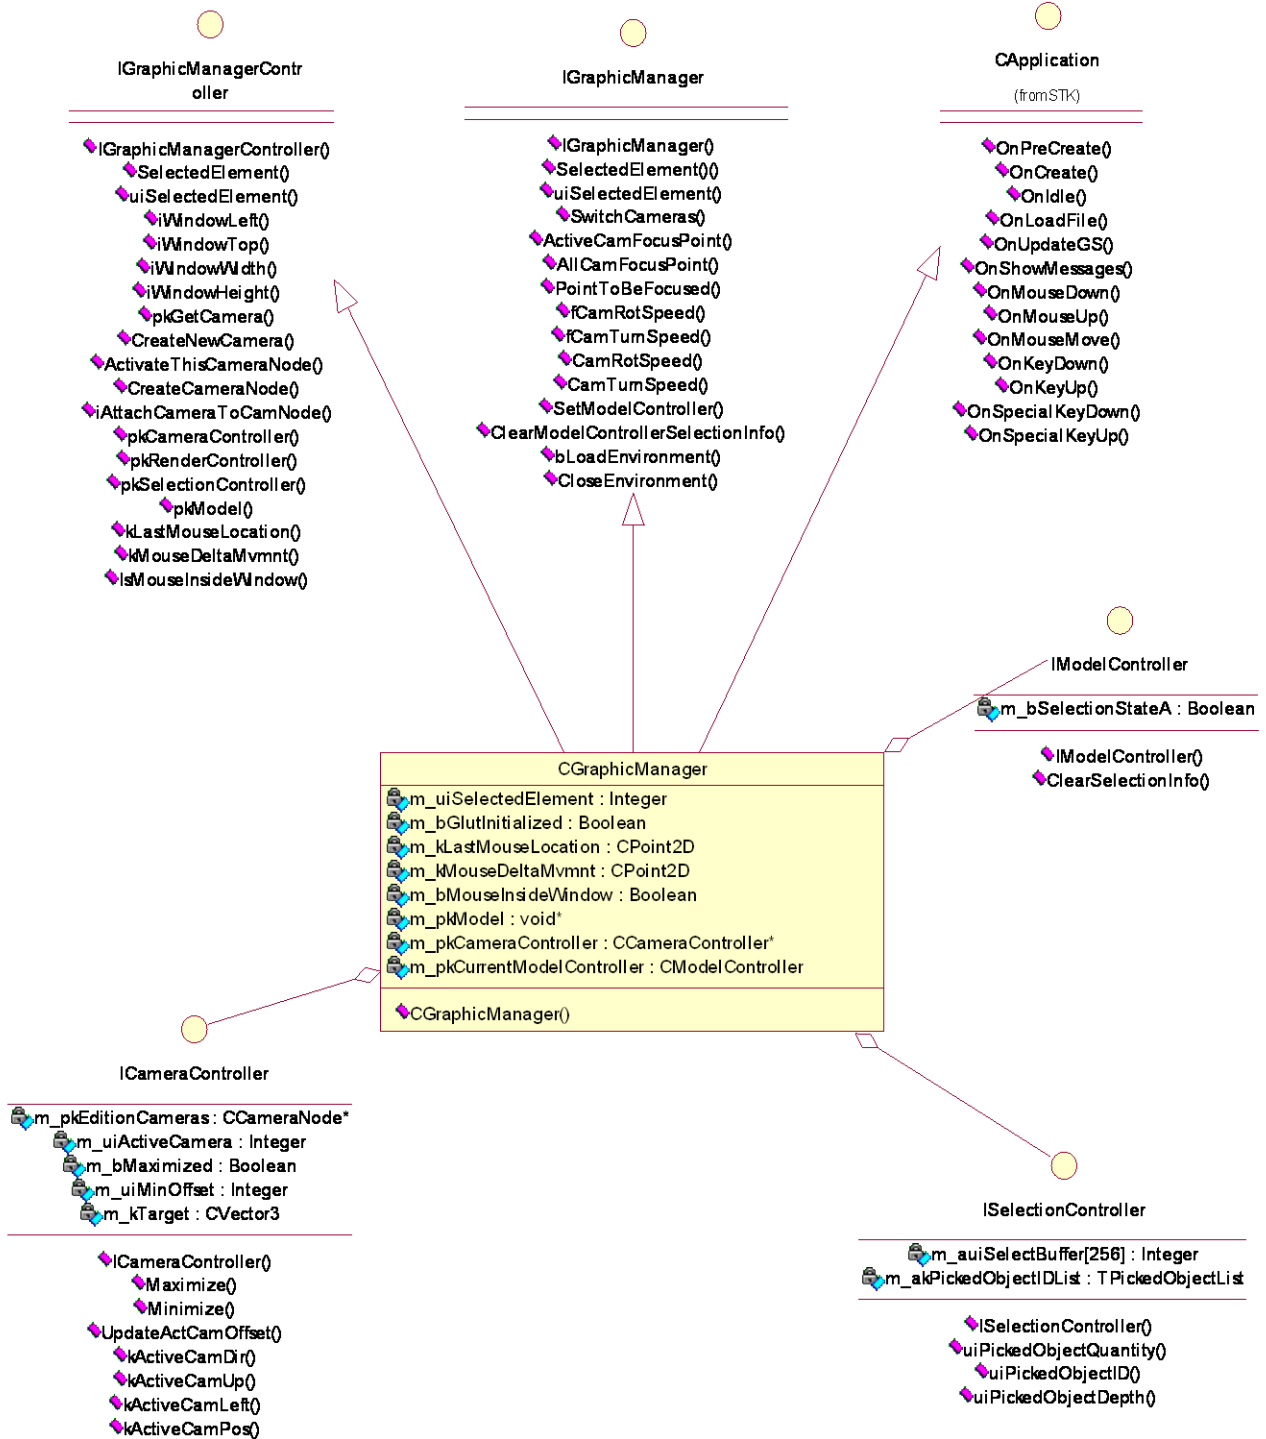 IGraphicManagerContr
oller
IGraphicManagerController()
SelectedElement()
uiSelectedElement()
iWindowLeft()
iWindowTop()
iWindowWidth()
iWindowHeight()
pkGetCamera()
CreateNewCamera()
ActivateThisCameraNode()
CreateCameraNode()
iAttachCameraToCamNode()
pkCameraController()
pkRenderController()
pkSelectionController()
pkModel()
kLastMouseLocation()
kMouseDeltaMvmnt()
IsMouseInsideWindow()
IGraphicManager
IGraphicManager()
SelectedElement()()
uiSelectedElement()
SwitchCameras()
ActiveCamFocusPoint()
AllCamFocusPoint()
PointToBeFocused()
fCamRotSpeed()
fCamTurnSpeed()
CamRotSpeed()
CamTurnSpeed()
SetModelController()
ClearModelControllerSelectionInfo()
bLoadEnvironment()
CloseEnvironment()
CApplication
(from STK)
OnPreCreate()
OnCreate()
OnIdle()
OnLoadFile()
OnUpdateGS()
OnShowMessages()
OnMouseDown()
OnMouseUp()
OnMouseMove()
OnKeyDown()
OnKeyUp()
OnSpecialKeyDown()
OnSpecialKeyUp()
IModelController
m_bSelectionStateA : Boolean
IModelController()
ClearSelectionInfo()
CGraphicManager
m_uiSelectedElement : Integer
m_bGlutInitialized : Boolean
m_kLastMouseLocation : CPoint2D
m_kMouseDeltaMvmnt : CPoint2D
m_bMouseInsideWindow : Boolean
m_pkModel : void*
m_pkCameraController : CCameraController*
m_pkCurrentModelController : CModelController
CGraphicManager()
ICameraController
m_pkEditionCameras : CCameraNode*
m_uiActiveCamera : Integer
m_bMaximized : Boolean
m_uiMinOffset : Integer
m_kTarget : CVector3
ICameraController()
Maximize()
Minimize()
UpdateActCamOffset()
kActiveCamDir()
kActiveCamUp()
kActiveCamLeft()
kActiveCamPos()
ISelectionController
m_auiSelectBuffer[256] : Integer
m_akPickedObjectIDList : TPickedObjectList
ISelectionController()
uiPickedObjectQuantity()
uiPickedObjectID()
uiPickedObjectDepth()